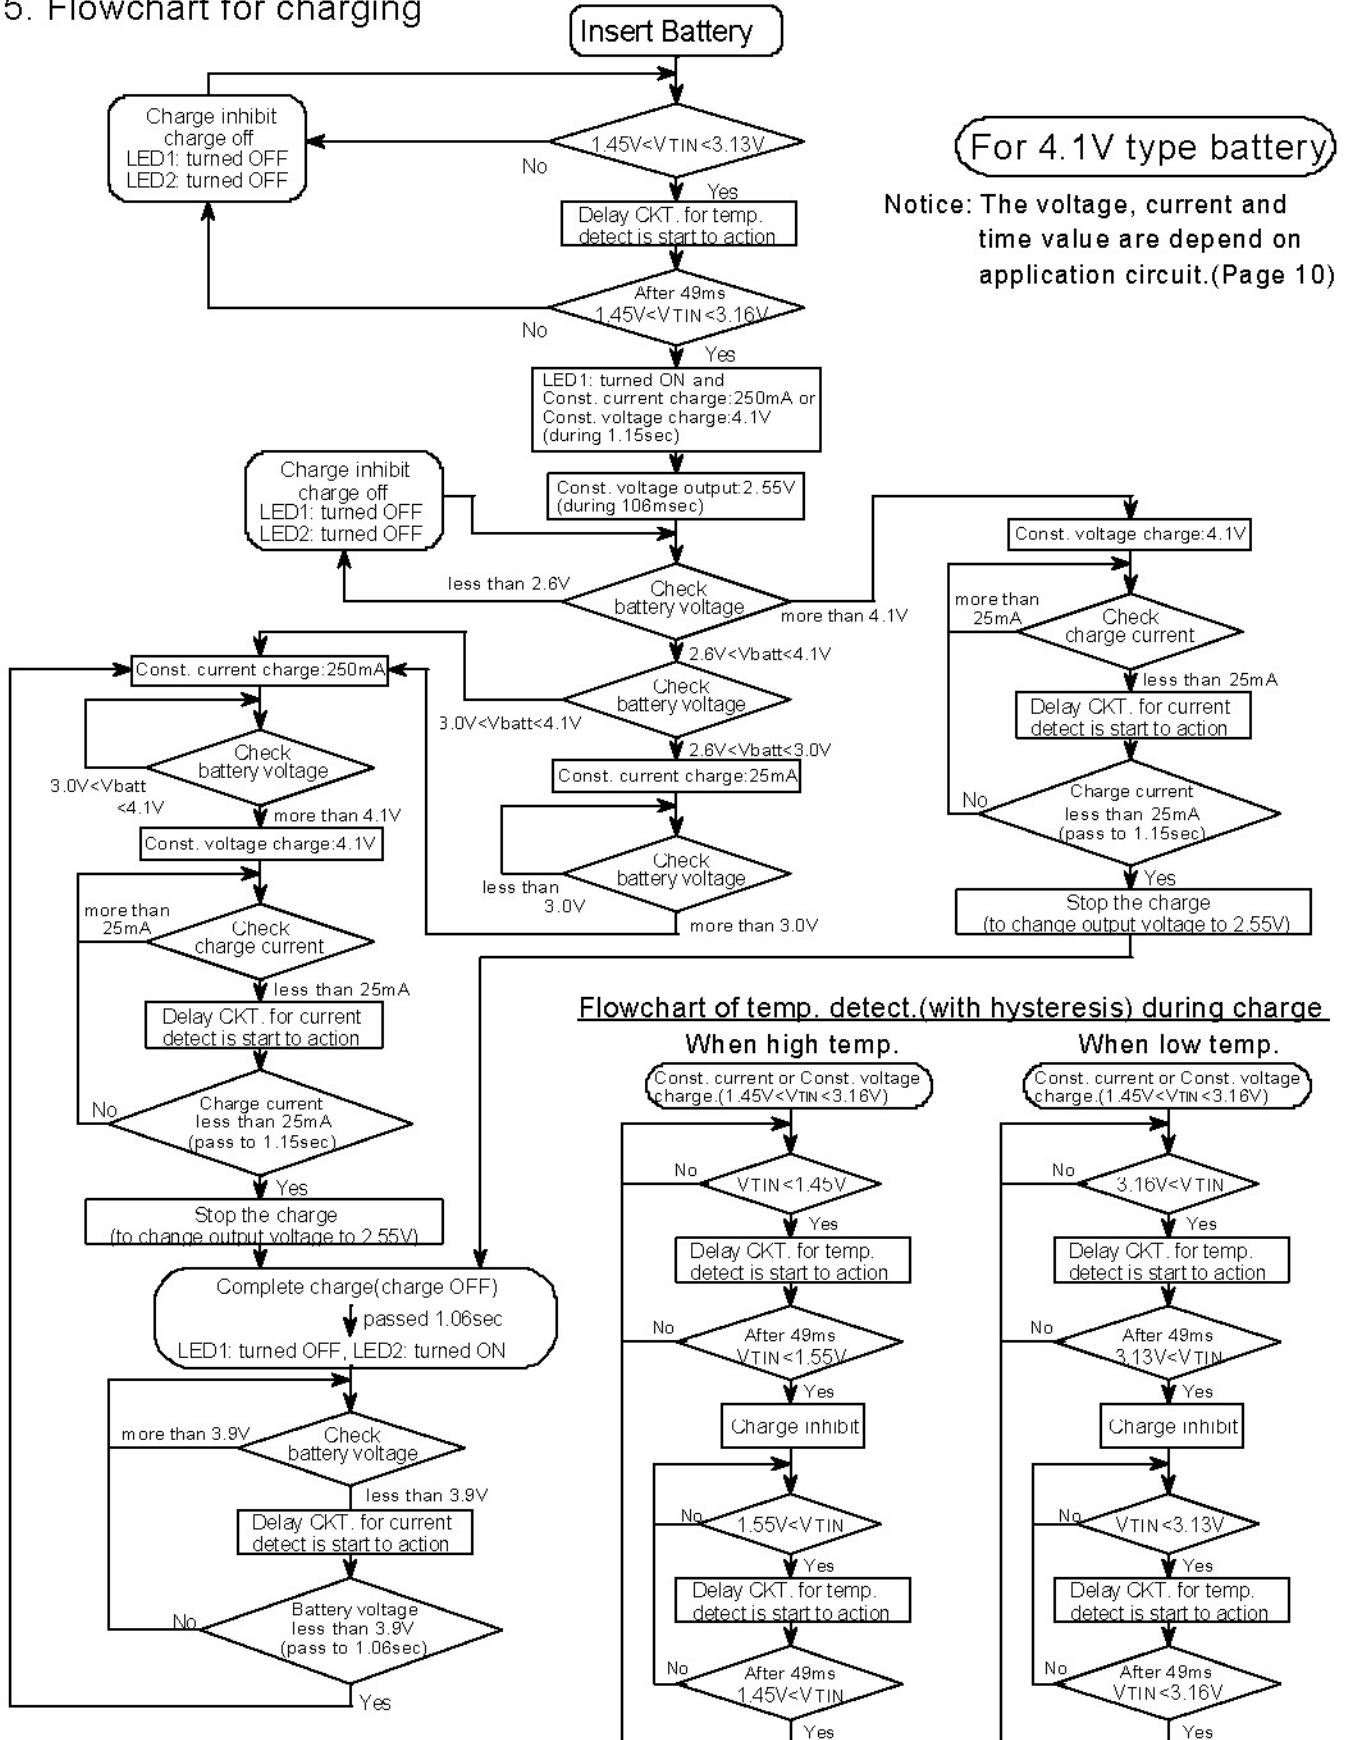 5. Flowchart for charging
Insert Battery
Charge inhibit
charge off
LED1: turned OFF
LED2: turned OFF
1.45V<VTIN<3.13V
No
Yes
For 4.1V type battery
Notice: The voltage, current and
time value are depend on
application circuit.(Page 10)
Delay CKT. for temp.
detect is start to action
After 49ms
1.45V<VTIN<3.16V
No
Yes
LED1: turned ON and
Const. current charge:250mA or
Const. voltage charge:4.1V
(during 1.15sec)
Const. voltage output:2.55V
(during 106msec)
Charge inhibit
charge off
LED1: turned OFF
LED2: turned OFF
less than 2.6V
Check
battery voltage
more than 4.1V
2.6V<Vbatt<4.1V
Check
battery voltage
3.0V<Vbatt<4.1V
2.6V<Vbatt<3.0V
Const. current charge:25mA
Check
battery voltage
less than
3.0V
more than 3.0V
Const. voltage charge:4.1V
more than
25mA
Check
charge current
less than 25mA
Delay CKT. for current
detect is start to action
No
Charge current
less than 25mA
(pass to 1.15sec)
Yes
Stop the charge
(to change output voltage to 2.55V)
Const. current charge:250mA
Check
battery voltage
3.0V<Vbatt
<4.1V
more than 4.1V
Const. voltage charge:4.1V
more than
25mA
Check
charge current
less than 25mA
Delay CKT. for current
detect is start to action
No
Charge current
less than 25mA
(pass to 1.15sec)
Yes
Stop the charge
(to change output voltage to 2.55V)
Complete charge(charge OFF)
passed 1.06sec
LED1: turned OFF, LED2: turned ON
more than 3.9V
Check
battery voltage
less than 3.9V
Delay CKT. for current
detect is start to action
No
Battery voltage
less than 3.9V
(pass to 1.06sec)
Yes
Flowchart of temp. detect.(with hysteresis) during charge
When high temp.
Const. current or Const. voltage
charge.(1.45V<VTIN<3.16V)
No
VTIN<1.45V
Yes
Delay CKT. for temp.
detect is start to action
No
After 49ms
VTIN<1.55V
Yes
Charge inhibit
No
1.55V<VTIN
Yes
Delay CKT. for temp.
detect is start to action
No
After 49ms
1.45V<VTIN
Yes
When low temp.
Const. current or Const. voltage
charge.(1.45V<VTIN<3.16V)
No
3.16V<VTIN
Yes
Delay CKT. for temp.
detect is start to action
No
After 49ms
3.13V<VTIN
Yes
Charge inhibit
No
VTIN<3.13V
Yes
Delay CKT. for temp.
detect is start to action
No
After 49ms
VTIN<3.16V
Yes